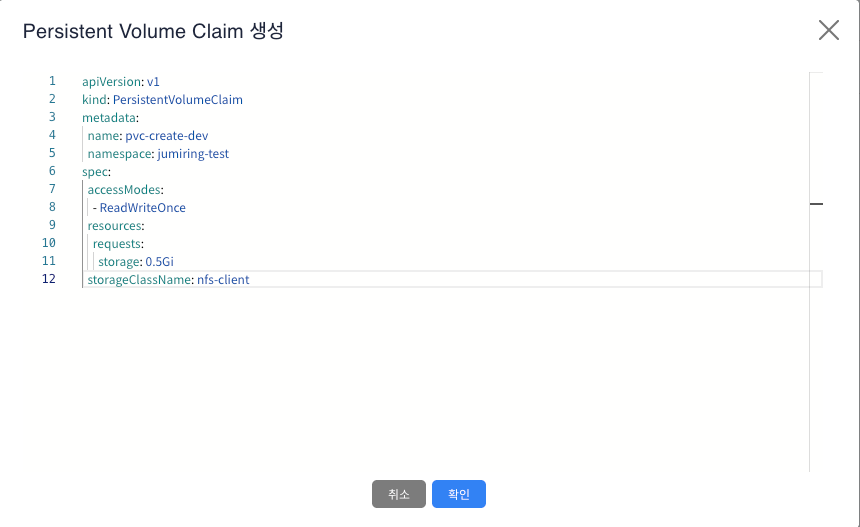 Persistent Volume Claim 생성
1 apiVersion: v1
2 kind: PersistentVolumeClaim
3 metadata:
4 name: pvc-create-dev
5 namespace: jumiring-test
6 spec:
7 accessModes:
8 - ReadWriteOnce
9 resources:
10 requests:
11 storage: 0.5Gi
12 storageClassName: nfs-client
취소 확인